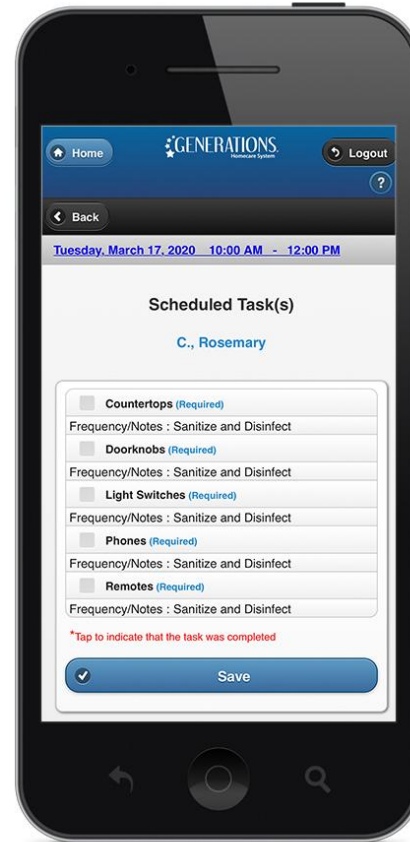 Home
GENERATIONS
Homecare System
Logout
?
Back
Tuesday, March 17, 2020 10:00 AM - 12:00 PM
Scheduled Task(s)
C., Rosemary
Countertops (Required)
Frequency/Notes : Sanitize and Disinfect
Doorknobs (Required)
Frequency/Notes : Sanitize and Disinfect
Light Switches (Required)
Frequency/Notes : Sanitize and Disinfect
Phones (Required)
Frequency/Notes : Sanitize and Disinfect
Remotes (Required)
Frequency/Notes : Sanitize and Disinfect
*Tap to indicate that the task was completed
Save